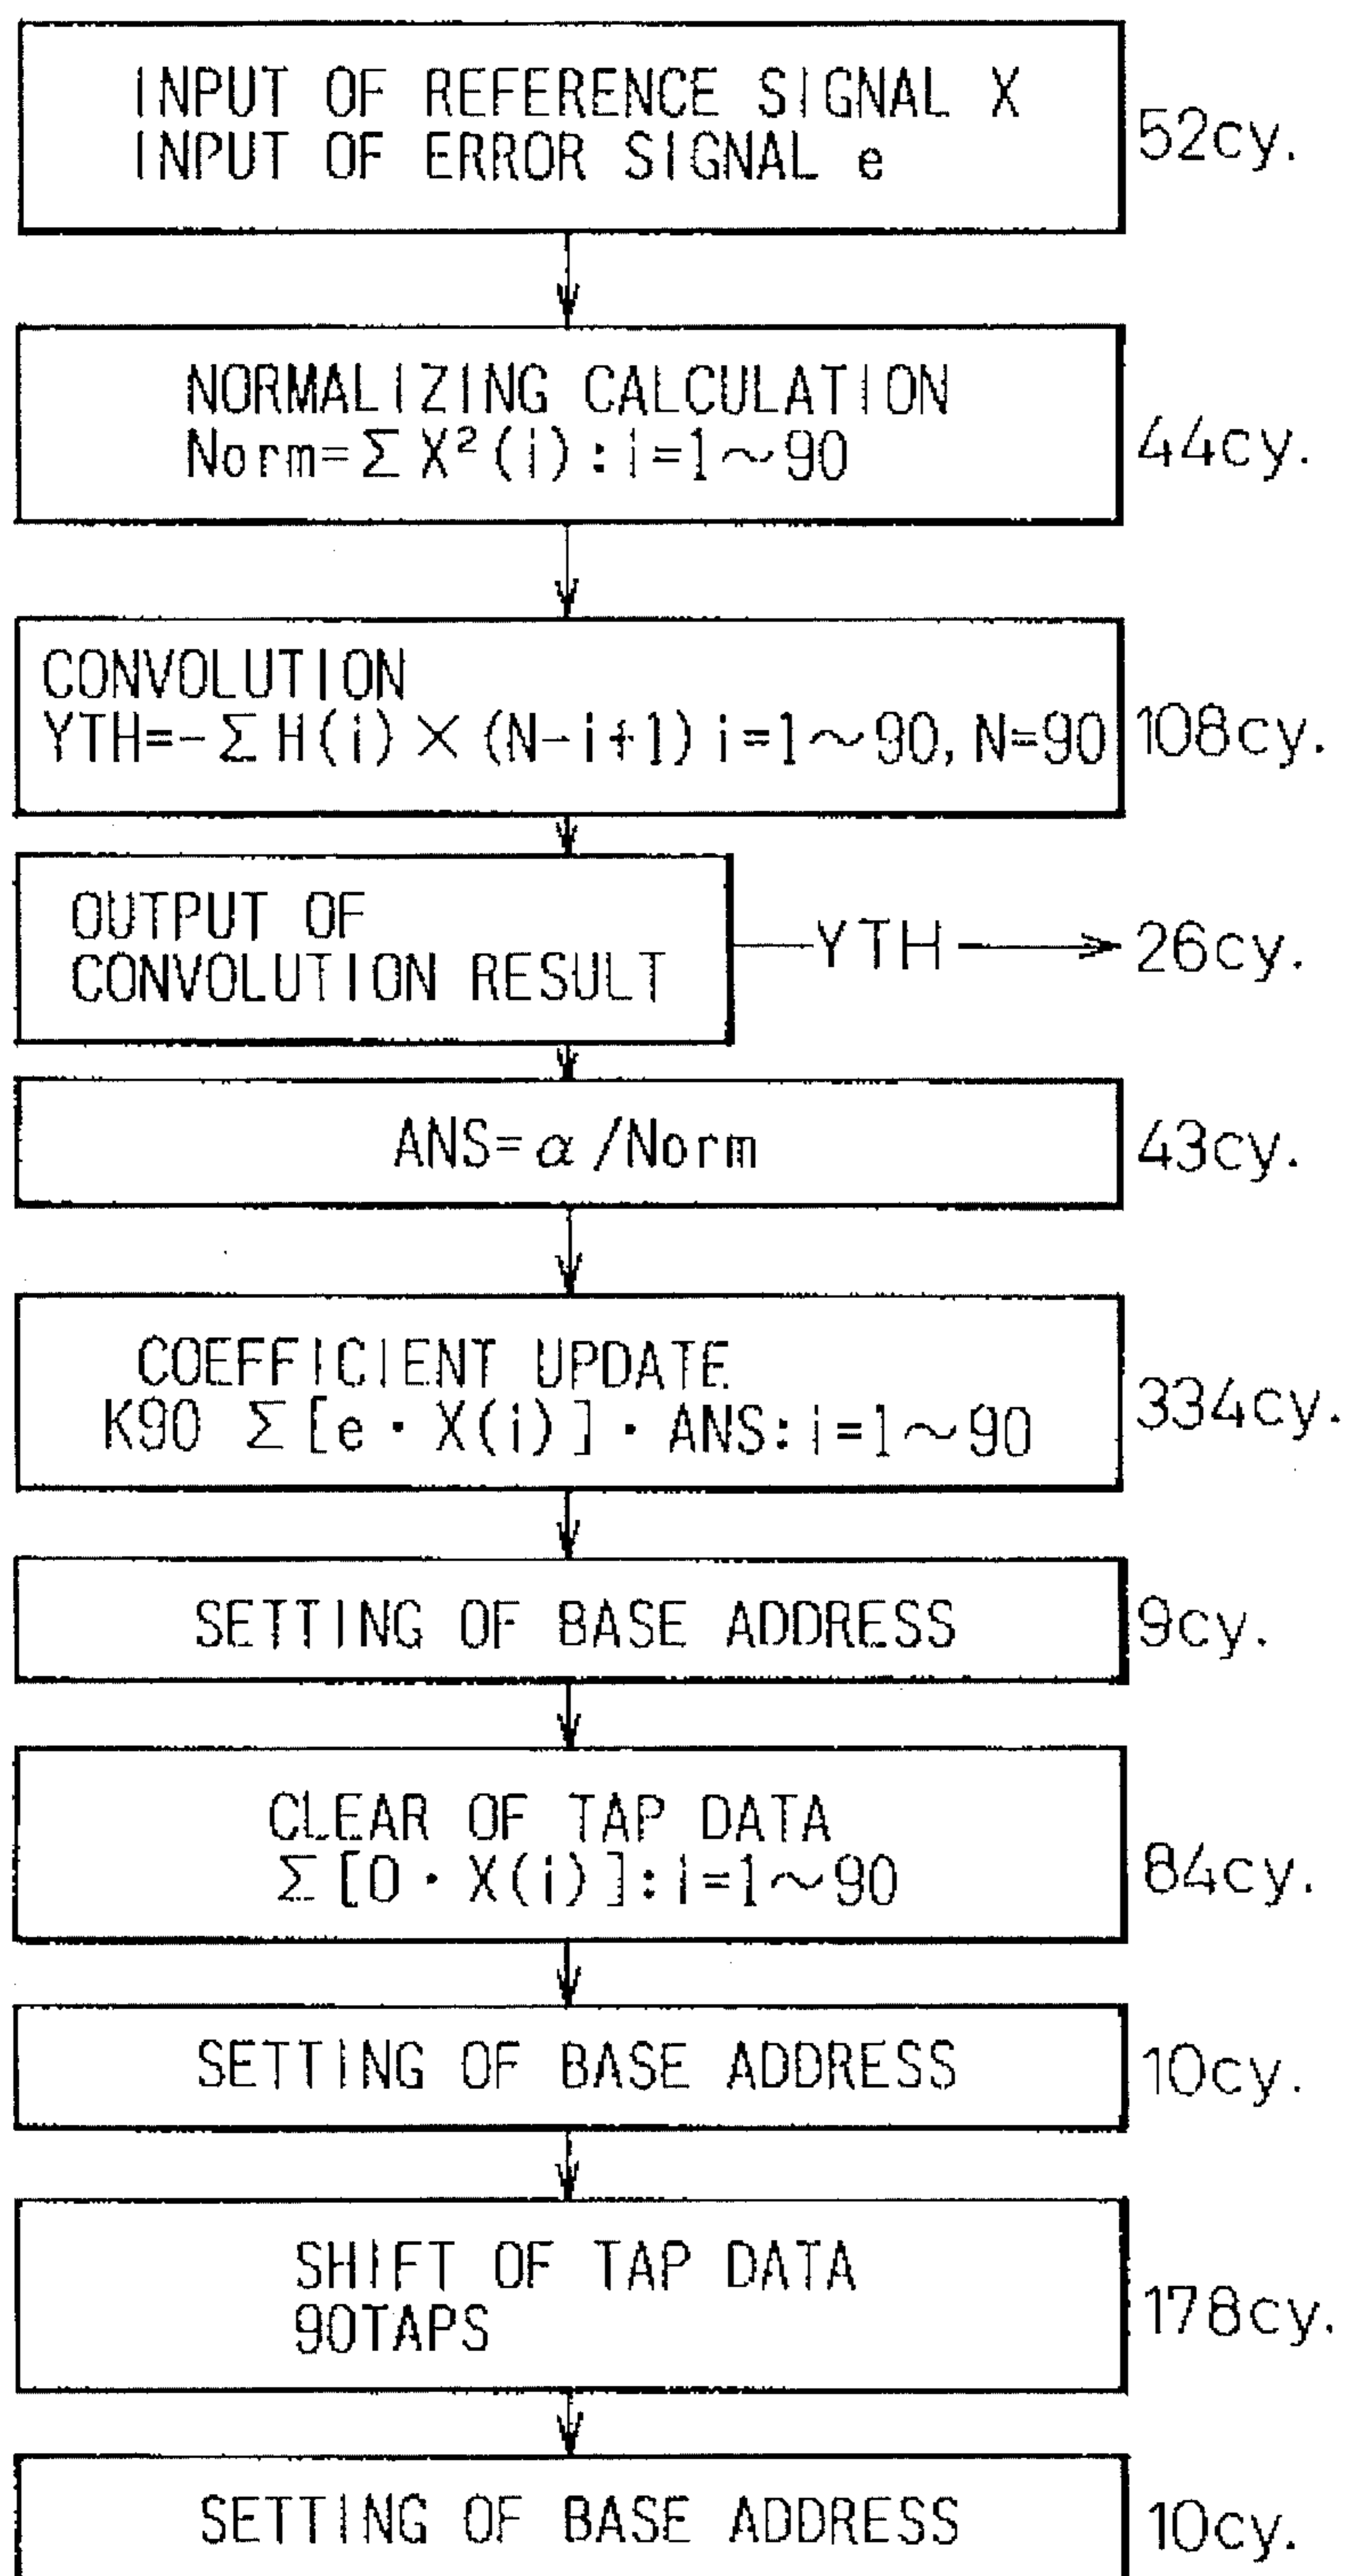 INPUT OF REFERENCE SIGNAL X
INPUT OF ERROR SIGNAL e
52cy.
NORMALIZING CALCULATION
Norm=ΣX²(i):i=1~90
44cy.
CONVOLUTION
YTH=-ΣH(i)×(N-i+1) i=1~90, N=90
108cy.
OUTPUT OF
CONVOLUTION RESULT
YTH
26cy.
ANS=α/Norm
43cy.
COEFFICIENT UPDATE
K90 Σ[e・X(i)]・ANS:i=1~90
334cy.
SETTING OF BASE ADDRESS
9cy.
CLEAR OF TAP DATA
Σ[0・X(i)]:i=1~90
84cy.
SETTING OF BASE ADDRESS
10cy.
SHIFT OF TAP DATA
90TAPS
178cy.
SETTING OF BASE ADDRESS
10cy.